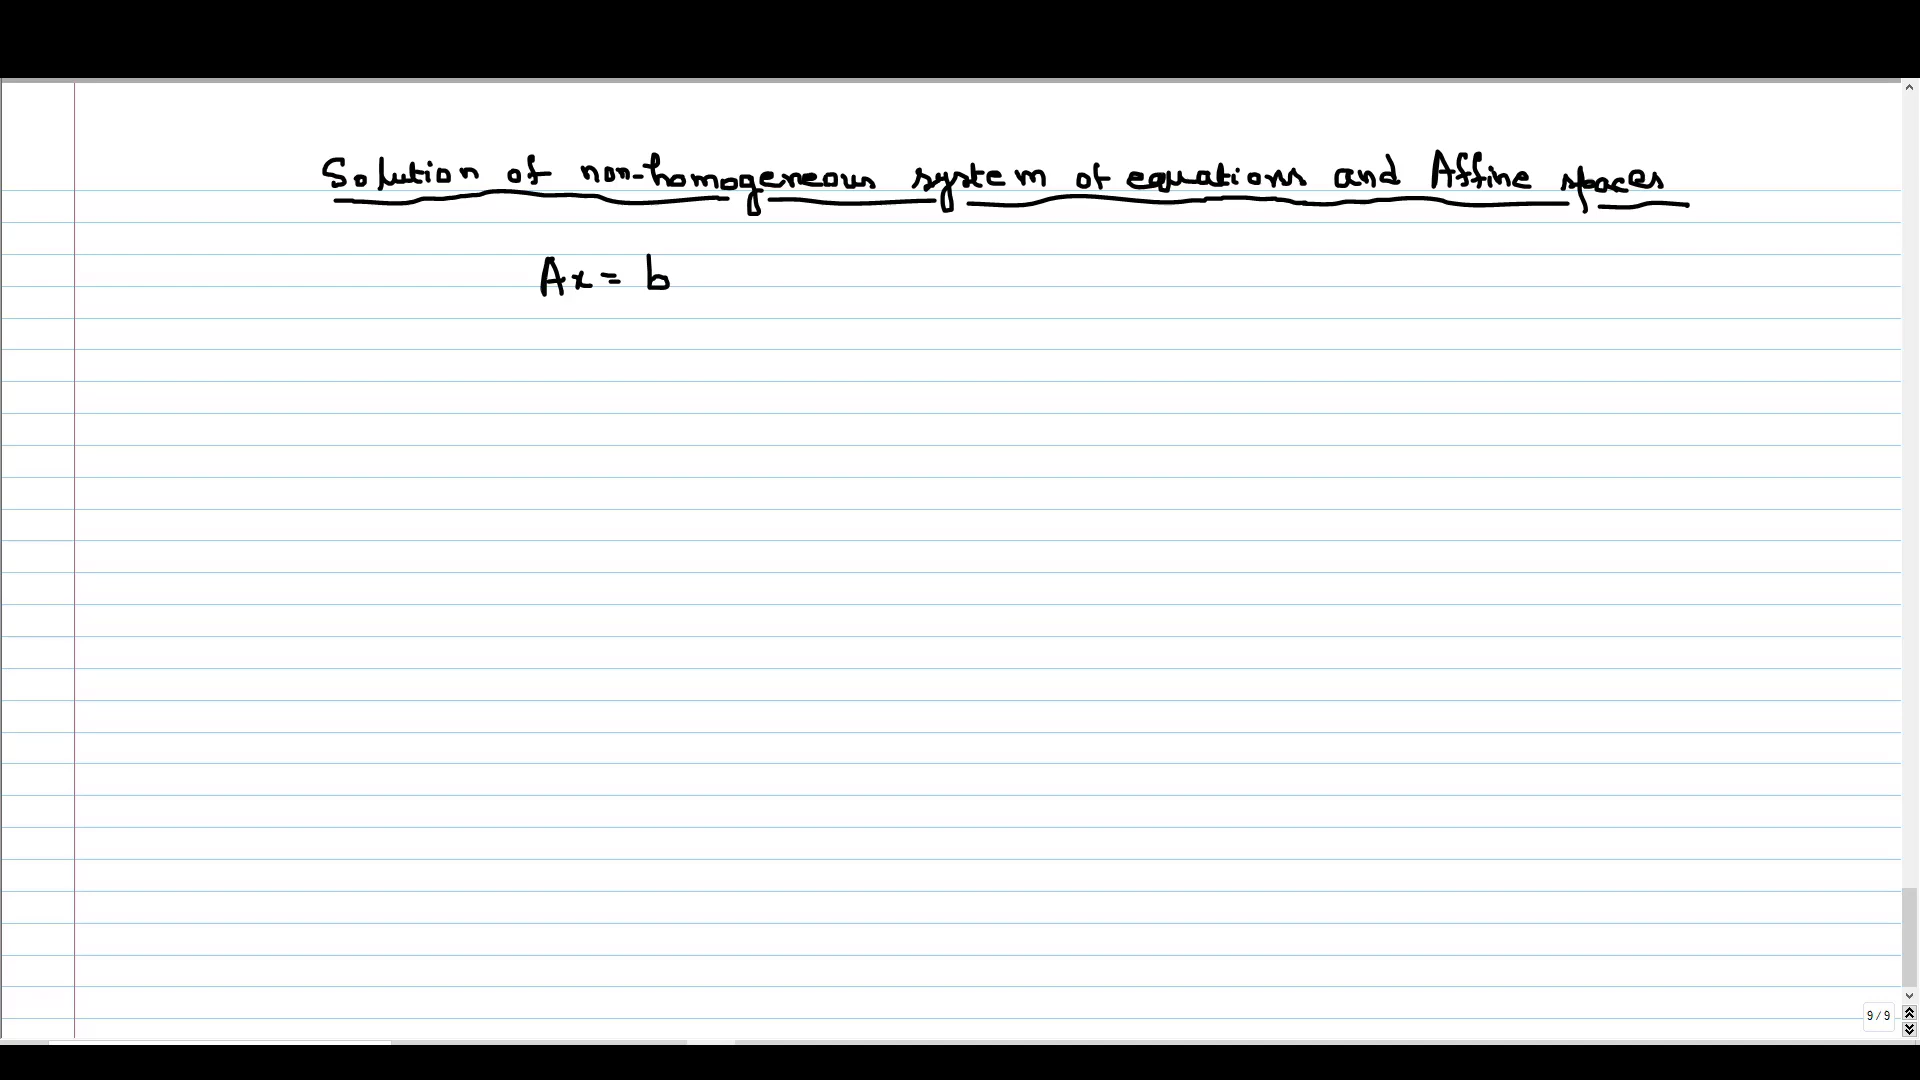 Solution of non-homogeneous system of equations and Affine spaces
Ax = b
9 / 9